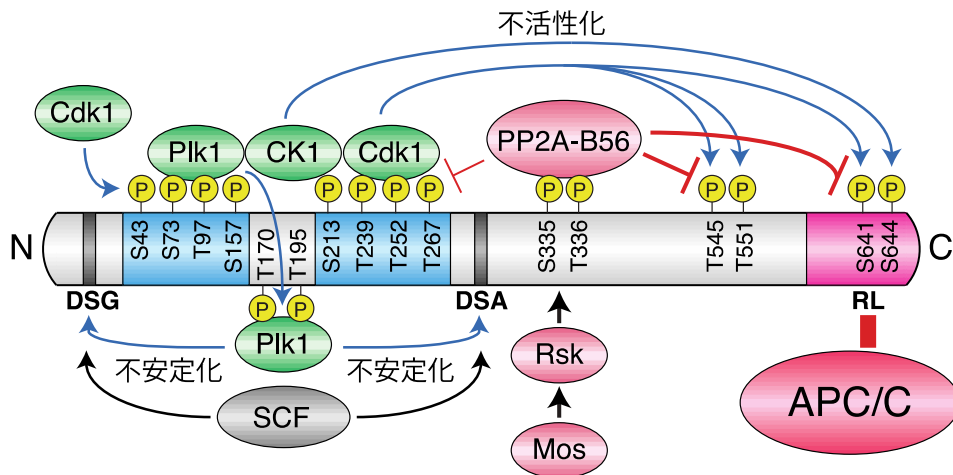 不活性化
Cdk1
Plk1
CK1
Cdk1
PP2A-B56
P
P
P
P
P
P
P
P
P
P
P
P
P
P
N
S43
S73
T97
S157
T170
T195
S213
T239
T252
T267
S335
T336
T545
T551
S641
S644
C
DSG
P
P
DSA
RL
Plk1
不安定化
不安定化
Rsk
SCF
APC/C
Mos